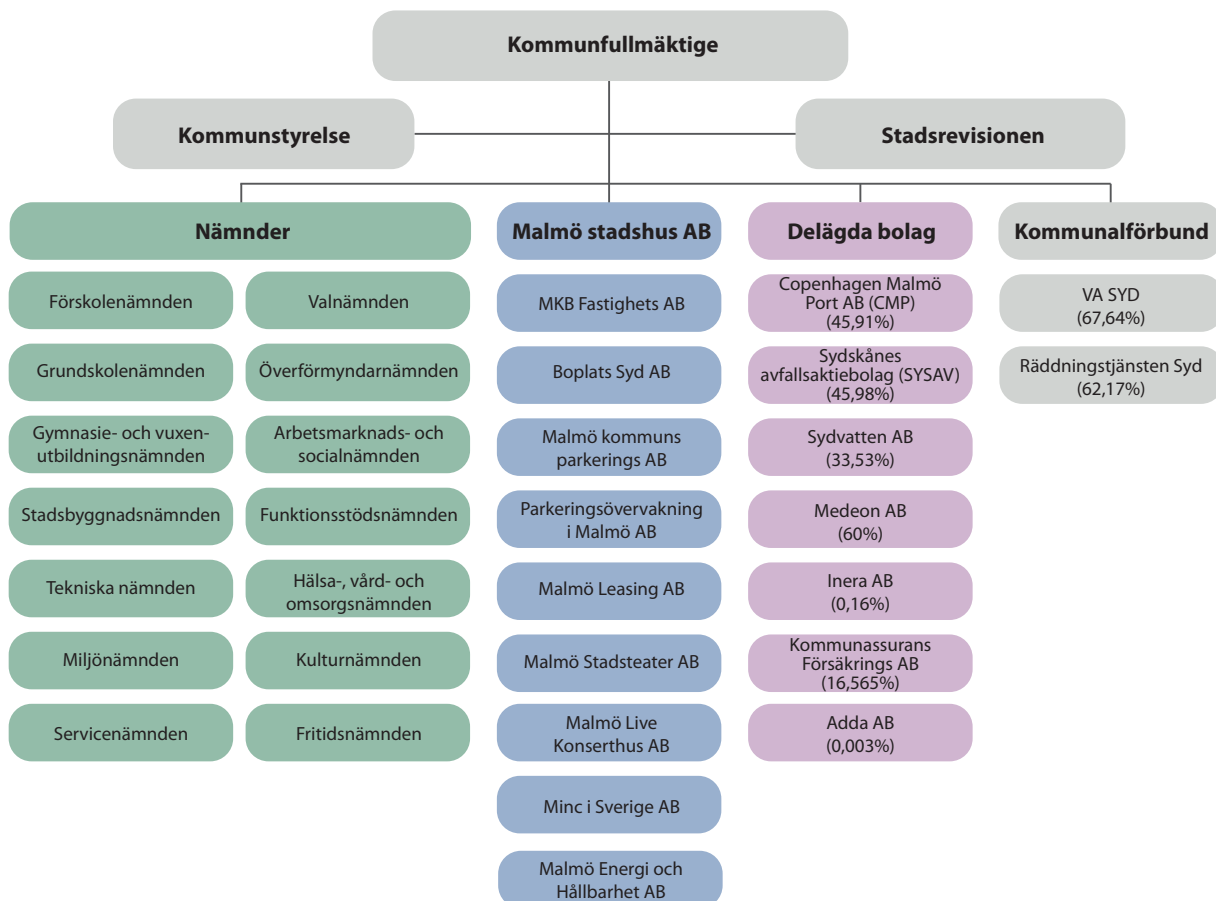 Kommunfullmäktige
Kommunstyrelse
Stadsrevisionen
Nämnder
Förskolenämnden
Valnämnden
Grundskolenämnden
Överförmyndarnämnden
Gymnasie- och vuxen-
utbildningsnämnden
Arbetsmarknads- och
socialnämnden
Stadsbyggnadsnämnden
Funktionsstödsnämnden
Tekniska nämnden
Hälsa-, vård- och
omsorgsnämnden
Miljönämnden
Kulturnämnden
Servicenämnden
Fritidsnämnden
Malmö stadshus AB
MKB Fastighets AB
Boplats Syd AB
Malmö kommuns
parkerings AB
Parkeringsövervakning
i Malmö AB
Malmö Leasing AB
Malmö Stadsteater AB
Malmö Live
Konserthus AB
Minc i Sverige AB
Malmö Energi och
Hållbarhet AB
Delägda bolag
Copenhagen Malmö
Port AB (CMP)
(45,91%)
Sydskånes
avfallsaktiebolag (SYSAV)
(45,98%)
Sydvatten AB
(33,53%)
Medeon AB
(60%)
Inera AB
(0,16%)
Kommunassurans
Försäkrings AB
(16,565%)
Adda AB
(0,003%)
Kommunalförbund
VA SYD
(67,64%)
Räddningstjänsten Syd
(62,17%)